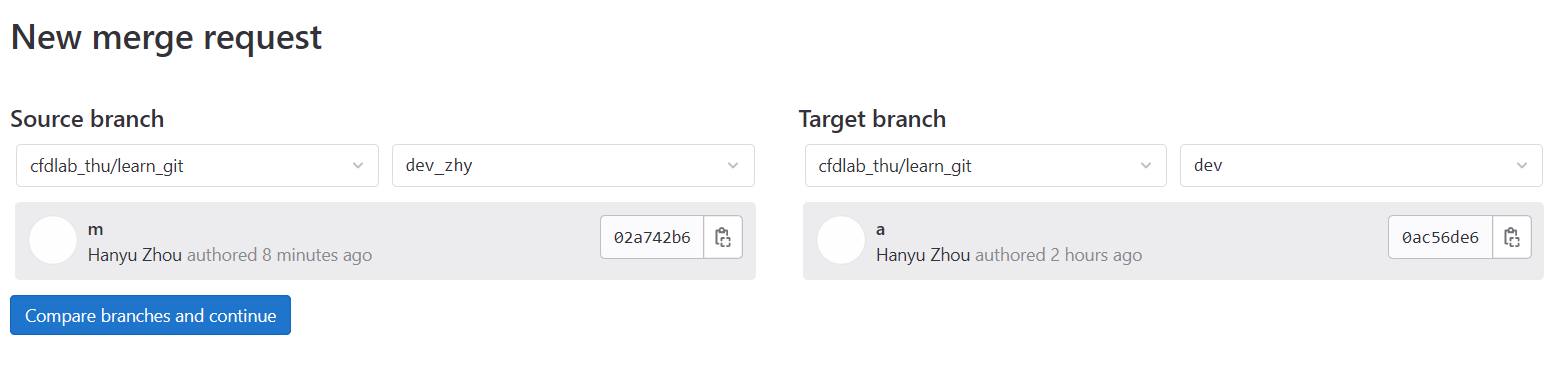 New merge request
Source branch
cfdlab_thu/learn_git
dev_zhy
m
Hanyu Zhou authored 8 minutes ago
02a742b6
Target branch
cfdlab_thu/learn_git
dev
a
Hanyu Zhou authored 2 hours ago
0ac56de6
Compare branches and continue